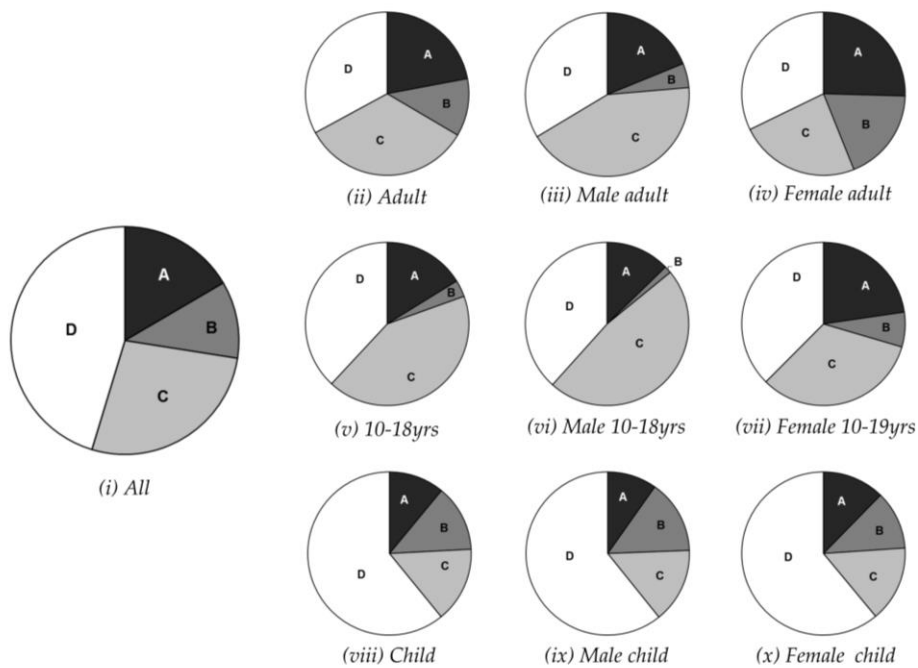 D
A
B
C
(ii) Adult
D
A
B
C
(iii) Male adult
D
A
B
C
(iv) Female adult
A
D
B
C
(i) All
D
A
B
C
(v) 10-18yrs
A
B
D
C
(vi) Male 10-18yrs
D
A
B
C
(vii) Female 10-19yrs
A
B
C
D
(viii) Child
A
B
D
C
(ix) Male child
A
B
D
C
(x) Female child